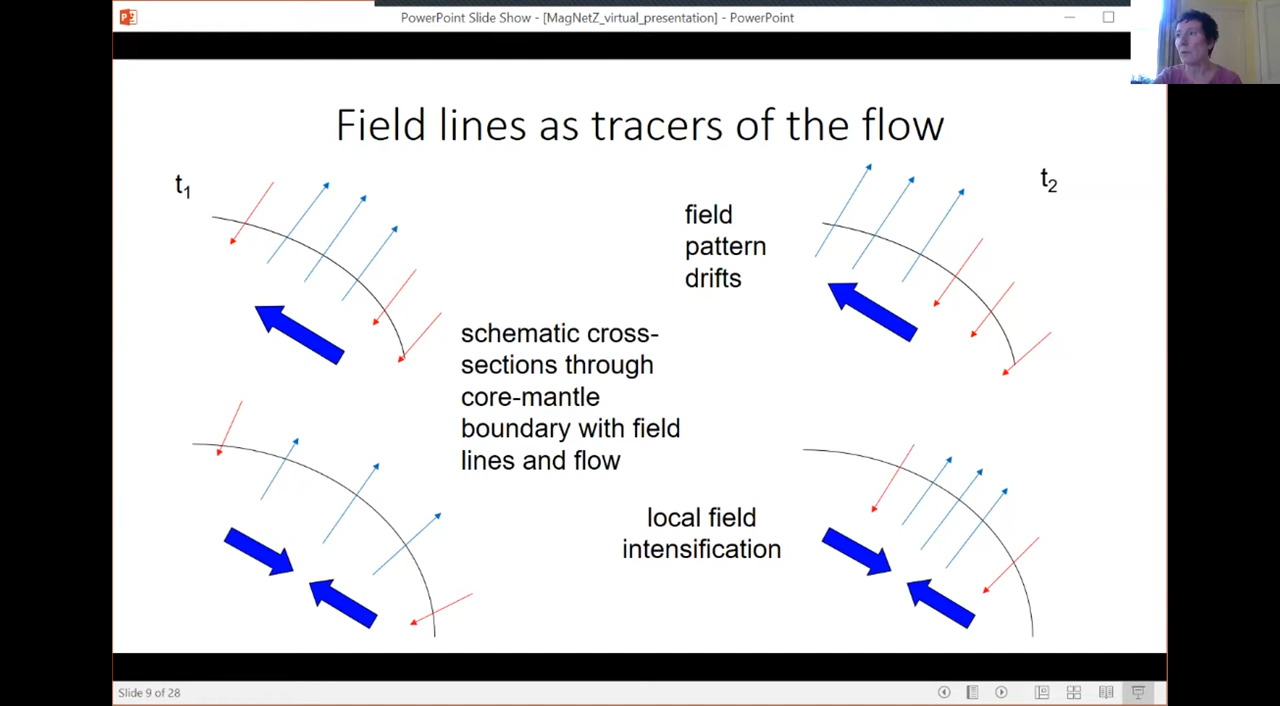 PowerPoint Slide Show - [MagNetZ_virtual_presentation] - PowerPoint
Field lines as tracers of the flow
t1
t2
field
pattern
drifts
schematic cross-
sections through
core-mantle
boundary with field
lines and flow
local field
intensification
Slide 9 of 28